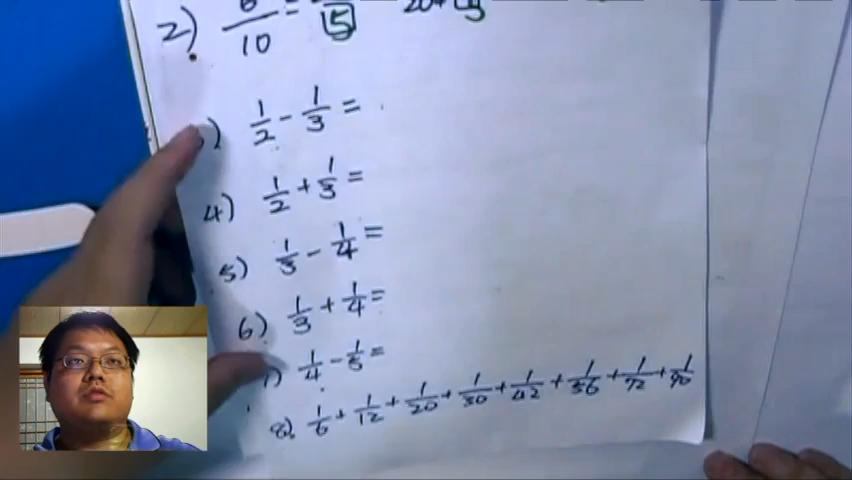 2) 6/10 = /15
1/2 - 1/3 =
4) 1/2 + 1/3 =
5) 1/3 - 1/4 =
6) 1/3 + 1/4 =
1/4 - 1/5 =
8) 1/6 + 1/12 + 1/20 + 1/30 + 1/42 + 1/56 + 1/72 + 1/90